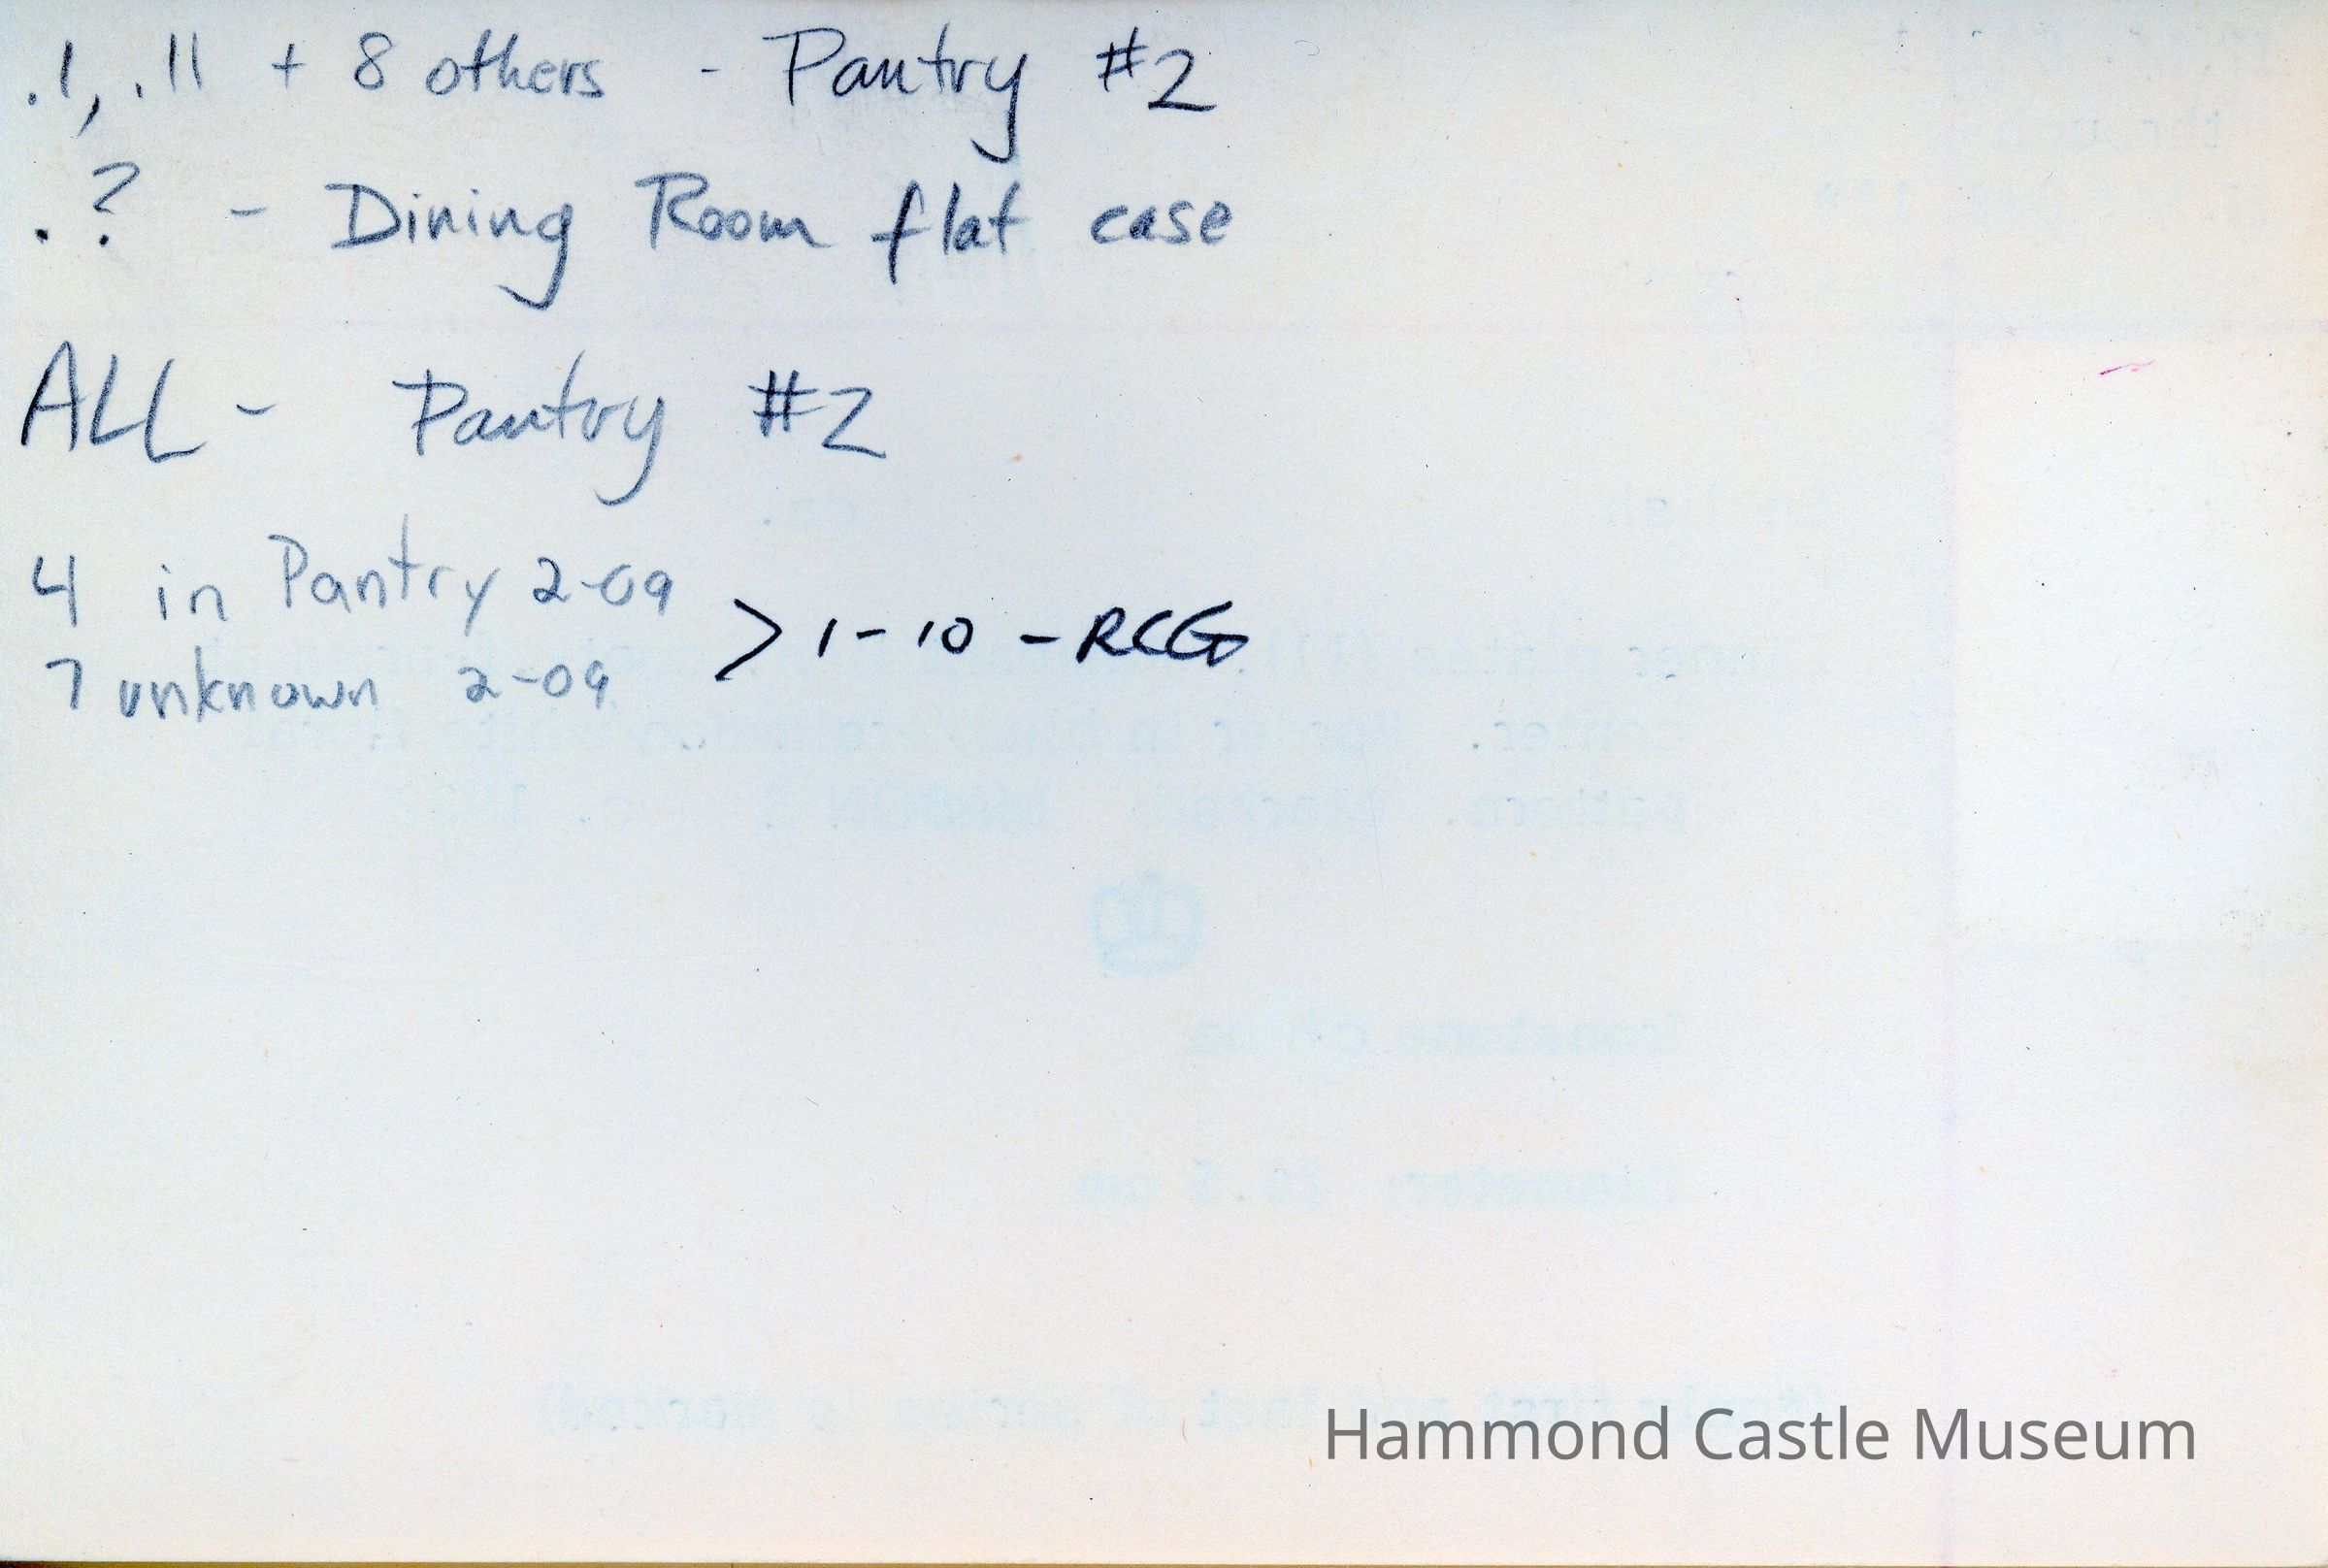 .1, .11 + 8 others - Pantry #2
.? - Dining Room flat case
ALL - Pantry #2
4 in Pantry 2-09
7 unknown 2-09
> 1-10 - RCG
Hammond Castle Museum